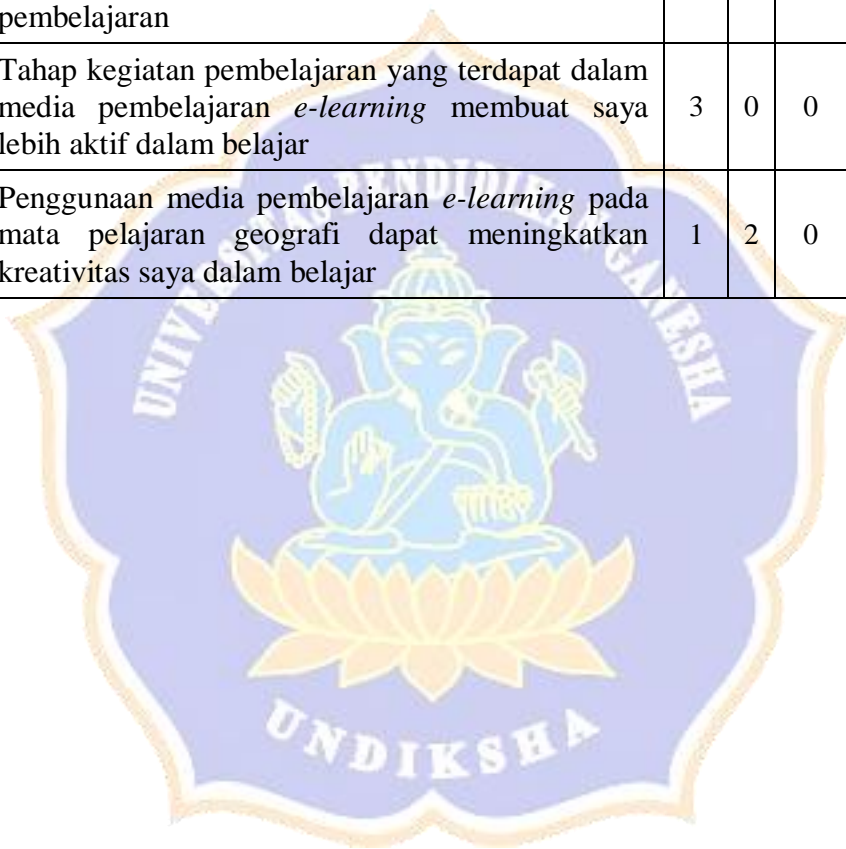 pembelajaran
Tahap kegiatan pembelajaran yang terdapat dalam
media pembelajaran e-learning membuat saya
lebih aktif dalam belajar
3 0 0
Penggunaan media pembelajaran e-learning pada
mata pelajaran geografi dapat meningkatkan
kreativitas saya dalam belajar
1 2 0
UNIVERSITAS PENDIDIKAN GANESHA
UNDIKSHA